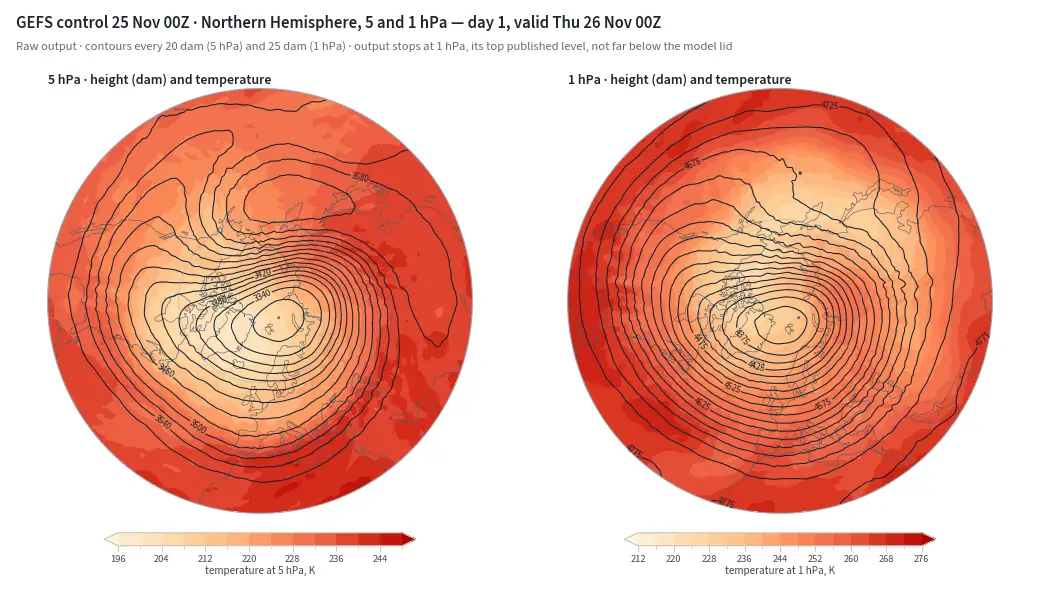 GEFS control 25 Nov 00Z · Northern Hemisphere, 5 and 1 hPa — day 1, valid Thu 26 Nov 00Z
Raw output · contours every 20 dam (5 hPa) and 25 dam (1 hPa) · output stops at 1 hPa, its top published level, not far below the model lid
5 hPa · height (dam) and temperature
1 hPa · height (dam) and temperature
3580
3420
3340
3540
3500
4725
4675
4775
4525
4625
4575
4775
4775
196 204 212 220 228 236 244
temperature at 5 hPa, K
212 220 228 236 244 252 260 268 276
temperature at 1 hPa, K